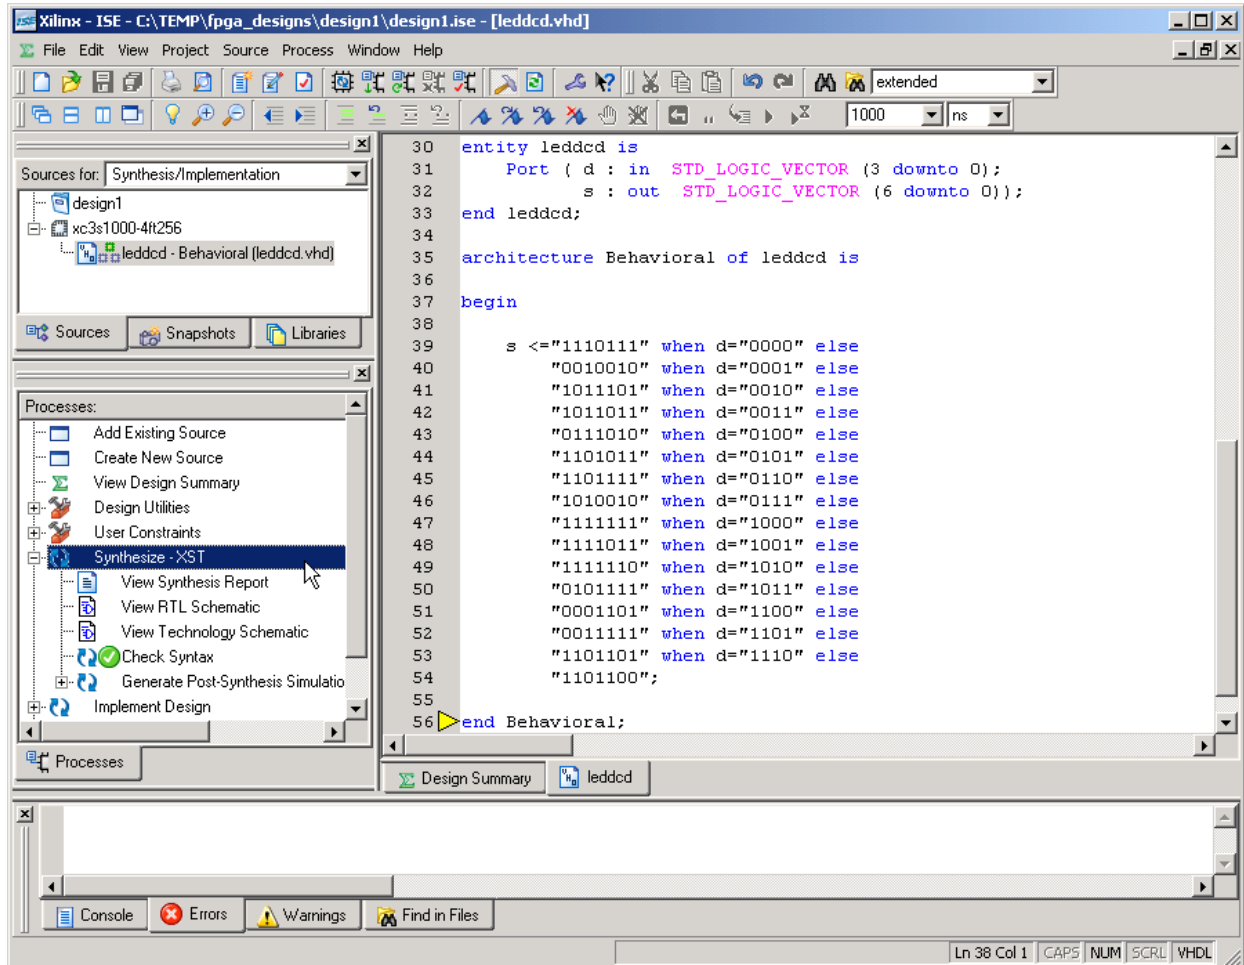 Xilinx - ISE - C:\TEMP\fpga_designs\design1\design1.ise - [leddcd.vhd]
File Edit View Project Source Process Window Help
extended
1000 ns
Sources for: Synthesis/Implementation
design1
xc3s1000-4ft256
leddcd - Behavioral (leddcd.vhd)
Sources Snapshots Libraries
Processes:
Add Existing Source
Create New Source
View Design Summary
Design Utilities
User Constraints
Synthesize - XST
View Synthesis Report
View RTL Schematic
View Technology Schematic
Check Syntax
Generate Post-Synthesis Simulatio
Implement Design
Processes
30 entity leddcd is
31 Port ( d : in STD_LOGIC_VECTOR (3 downto 0);
32 s : out STD_LOGIC_VECTOR (6 downto 0));
33 end leddcd;
34
35 architecture Behavioral of leddcd is
36
37 begin
38
39 s <="1110111" when d="0000" else
40 "0010010" when d="0001" else
41 "1011101" when d="0010" else
42 "1011011" when d="0011" else
43 "0111010" when d="0100" else
44 "1101011" when d="0101" else
45 "1101111" when d="0110" else
46 "1010010" when d="0111" else
47 "1111111" when d="1000" else
48 "1111011" when d="1001" else
49 "1111110" when d="1010" else
50 "0101111" when d="1011" else
51 "0001101" when d="1100" else
52 "0011111" when d="1101" else
53 "1101101" when d="1110" else
54 "1101100";
55
56 end Behavioral;
Design Summary leddcd
Console Errors Warnings Find in Files
Ln 38 Col 1 CAPS NUM SCRL VHDL